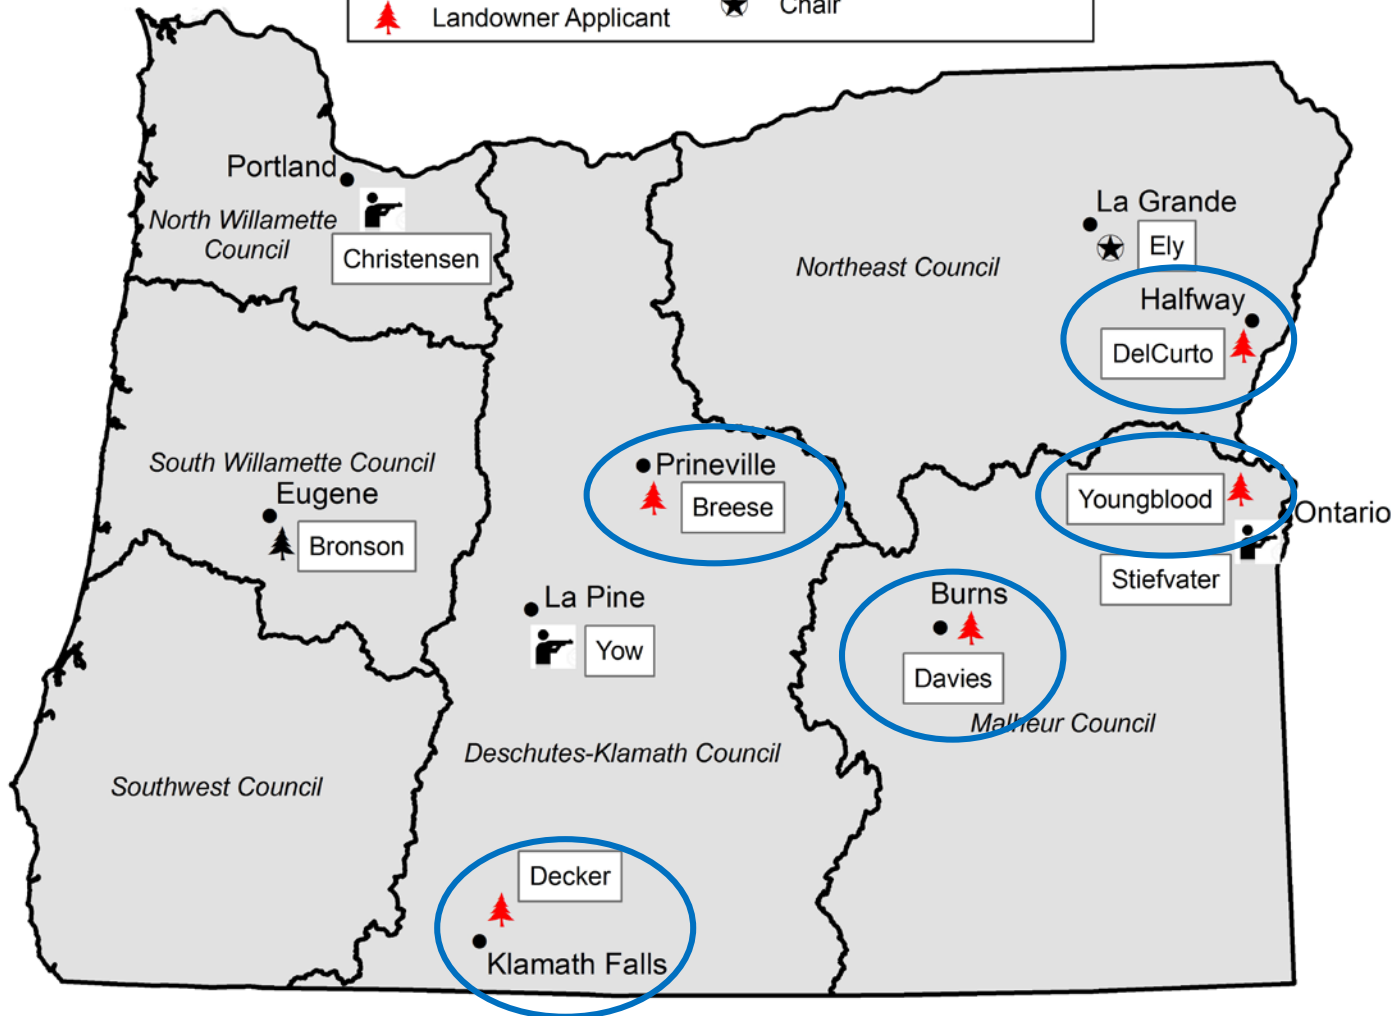 Landowner Applicant
Chair
Portland
North Willamette
Council
Christensen
La Grande
Ely
Northeast Council
Halfway
DelCurto
South Willamette Council
Eugene
Bronson
Prineville
Breese
Youngblood
Ontario
Stiefvater
La Pine
Yow
Burns
Davies
Malheur Council
Deschutes-Klamath Council
Southwest Council
Decker
Klamath Falls